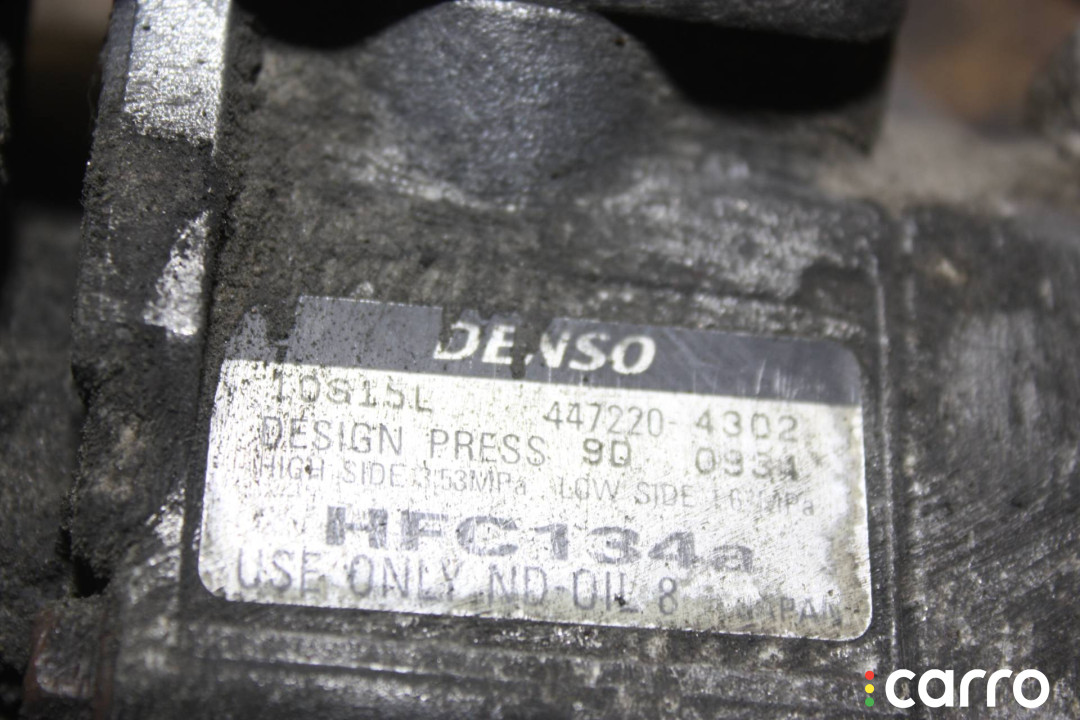 DENSO
10S15L 447220-4302
DESIGN PRESS 9D 0934
HIGH SIDE 3.53MPa LOW SIDE MPa
HFC134a
USE ONLY ND-OIL 8
carro